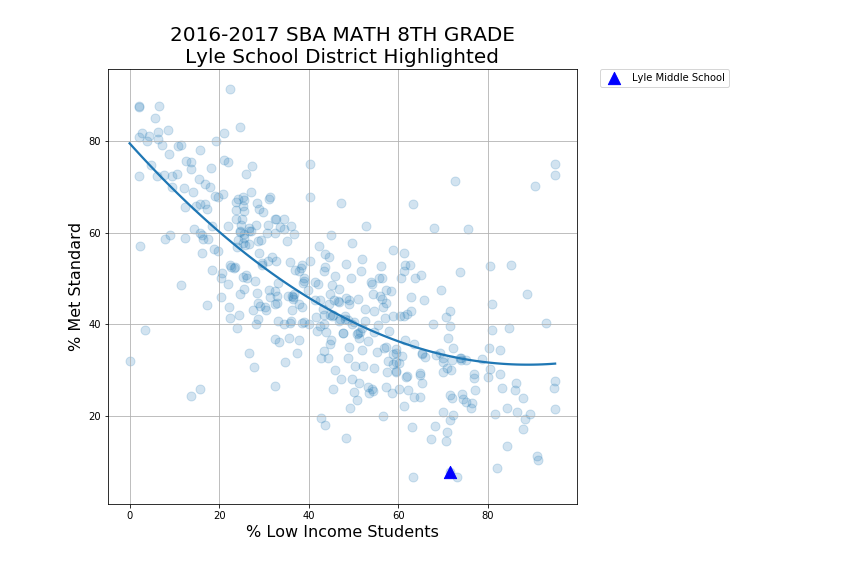 2016-2017 SBA MATH 8TH GRADE
Lyle School District Highlighted
Lyle Middle School
% Met Standard
80
60
40
20
0
20
40
60
80
% Low Income Students